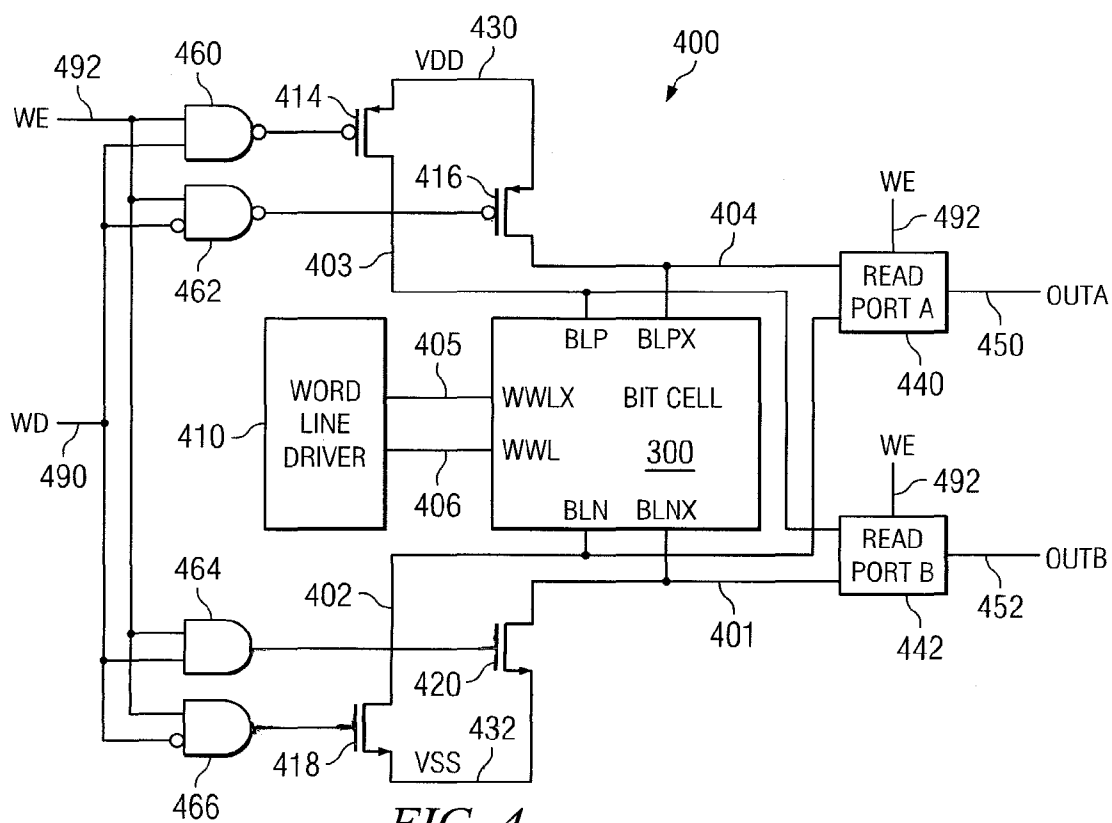 430
400
460
VDD
492
414
WE
416
WE
404
492
403
READ
PORT A
OUTA
462
450
BLP BLPX
440
405
WORD
LINE
DRIVER
WWLX BIT CELL
WD
410
WWL 300
WE
490
406
492
BLN BLNX
READ
PORT B
OUTB
464
402
452
401
442
420
432
VSS
418
466
FIG. 4